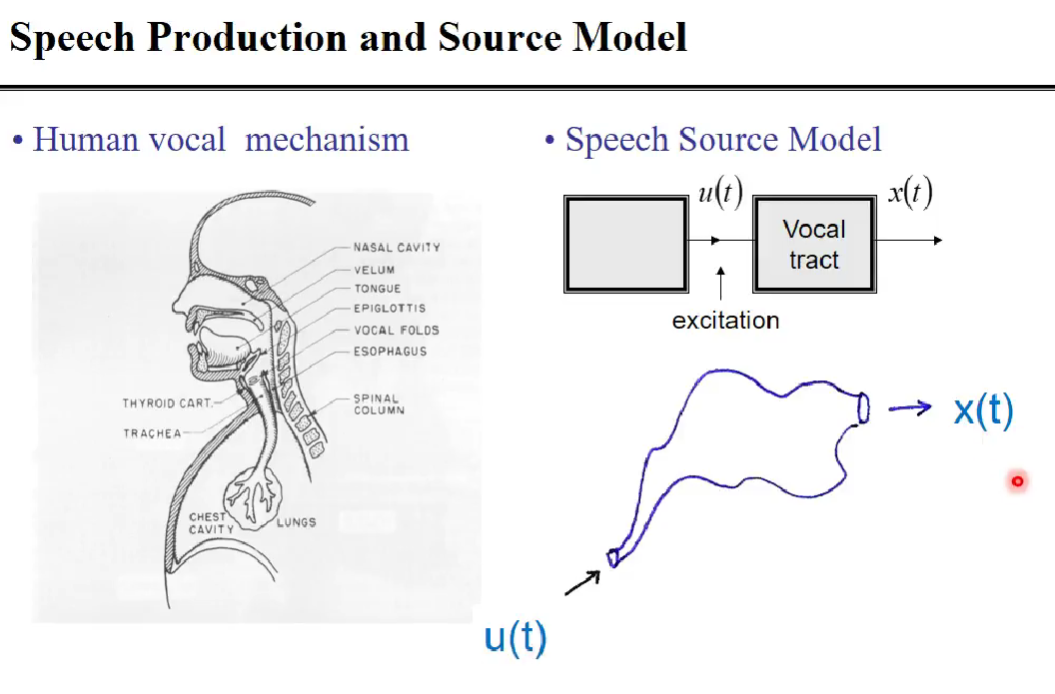 Speech Production and Source Model
• Human vocal mechanism
NASAL CAVITY
VELUM
TONGUE
EPIGLOTTIS
VOCAL FOLDS
ESOPHAGUS
THYROID CART.
SPINAL
COLUMN
TRACHEA
CHEST
CAVITY
LUNGS
• Speech Source Model
u(t)
x(t)
Vocal
tract
excitation
x(t)
u(t)